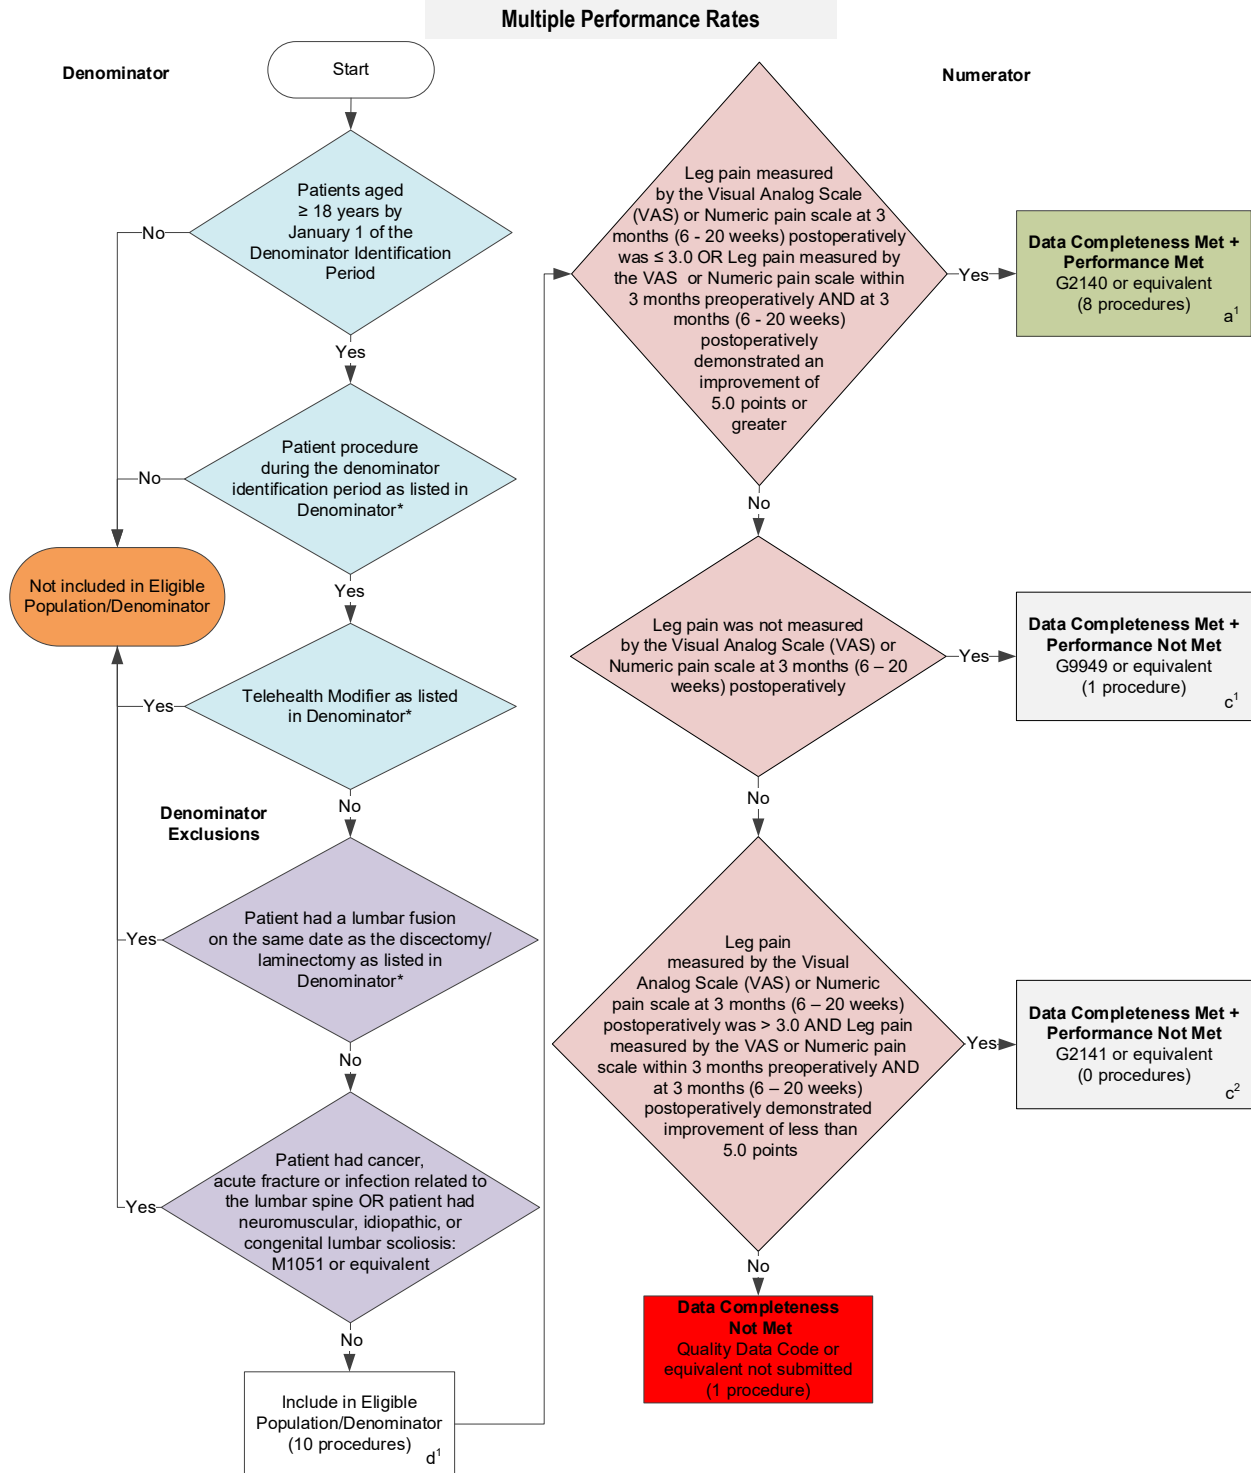 Multiple Performance Rates
Denominator
Start
Patients aged
≥ 18 years by
January 1 of the
Denominator Identification
Period
No
Yes
Patient procedure
during the denominator
identification period as listed in
Denominator*
No
Yes
Not included in Eligible
Population/Denominator
Telehealth Modifier as listed
in Denominator*
Yes
No
Denominator
Exclusions
Patient had a lumbar fusion
on the same date as the discectomy/
laminectomy as listed in
Denominator*
Yes
No
Patient had cancer,
acute fracture or infection related to
the lumbar spine OR patient had
neuromuscular, idiopathic, or
congenital lumbar scoliosis:
M1051 or equivalent
Yes
No
Include in Eligible
Population/Denominator
(10 procedures)
d¹
Numerator
Leg pain measured
by the Visual Analog Scale
(VAS) or Numeric pain scale at 3
months (6 - 20 weeks) postoperatively
was ≤ 3.0 OR Leg pain measured by
the VAS or Numeric pain scale within
3 months preoperatively AND at 3
months (6 - 20 weeks)
postoperatively
demonstrated an
improvement of
5.0 points or
greater
Yes
Data Completeness Met +
Performance Met
G2140 or equivalent
(8 procedures)
a¹
No
Leg pain was not measured
by the Visual Analog Scale (VAS) or
Numeric pain scale at 3 months (6 – 20
weeks) postoperatively
Yes
Data Completeness Met +
Performance Not Met
G9949 or equivalent
(1 procedure)
c¹
No
Leg pain
measured by the Visual
Analog Scale (VAS) or Numeric
pain scale at 3 months (6 – 20 weeks)
postoperatively was > 3.0 AND Leg pain
measured by the VAS or Numeric pain
scale within 3 months preoperatively AND
at 3 months (6 – 20 weeks)
postoperatively demonstrated
improvement of less than
5.0 points
Yes
Data Completeness Met +
Performance Not Met
G2141 or equivalent
(0 procedures)
c²
No
Data Completeness
Not Met
Quality Data Code or
equivalent not submitted
(1 procedure)